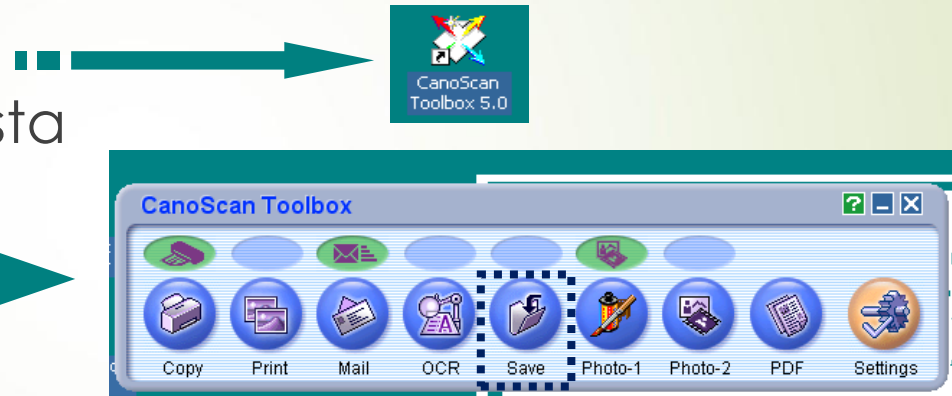 CanoScan
Toolbox 5.0
sta
CanoScan Toolbox
?
Copy Print Mail OCR Save Photo-1 Photo-2 PDF Settings